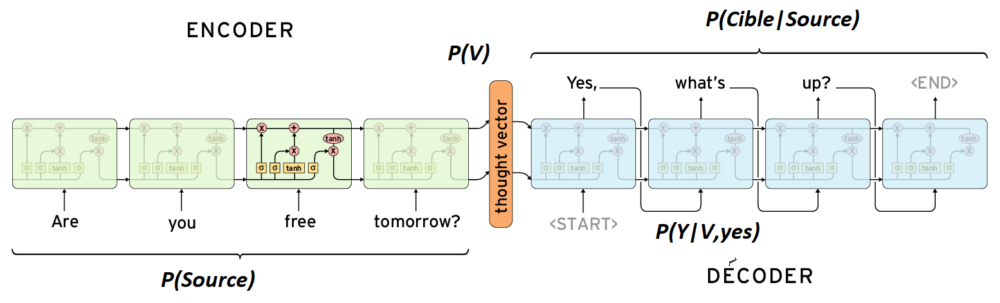 ENCODER
P(Cible|Source)
P(V)
Yes, what's up? <END>
x + tanh x σ σ tanh σ
x + tanh x σ σ tanh σ
x + tanh x x σ σ tanh σ
x + tanh x σ σ tanh σ
thought vector
x + tanh x σ σ tanh σ
x + tanh x σ σ tanh σ
x + tanh x σ σ tanh σ
x + tanh x σ σ tanh σ
Are you free tomorrow?
<START>
P(Y|V,yes)
P(Source)
DECODER